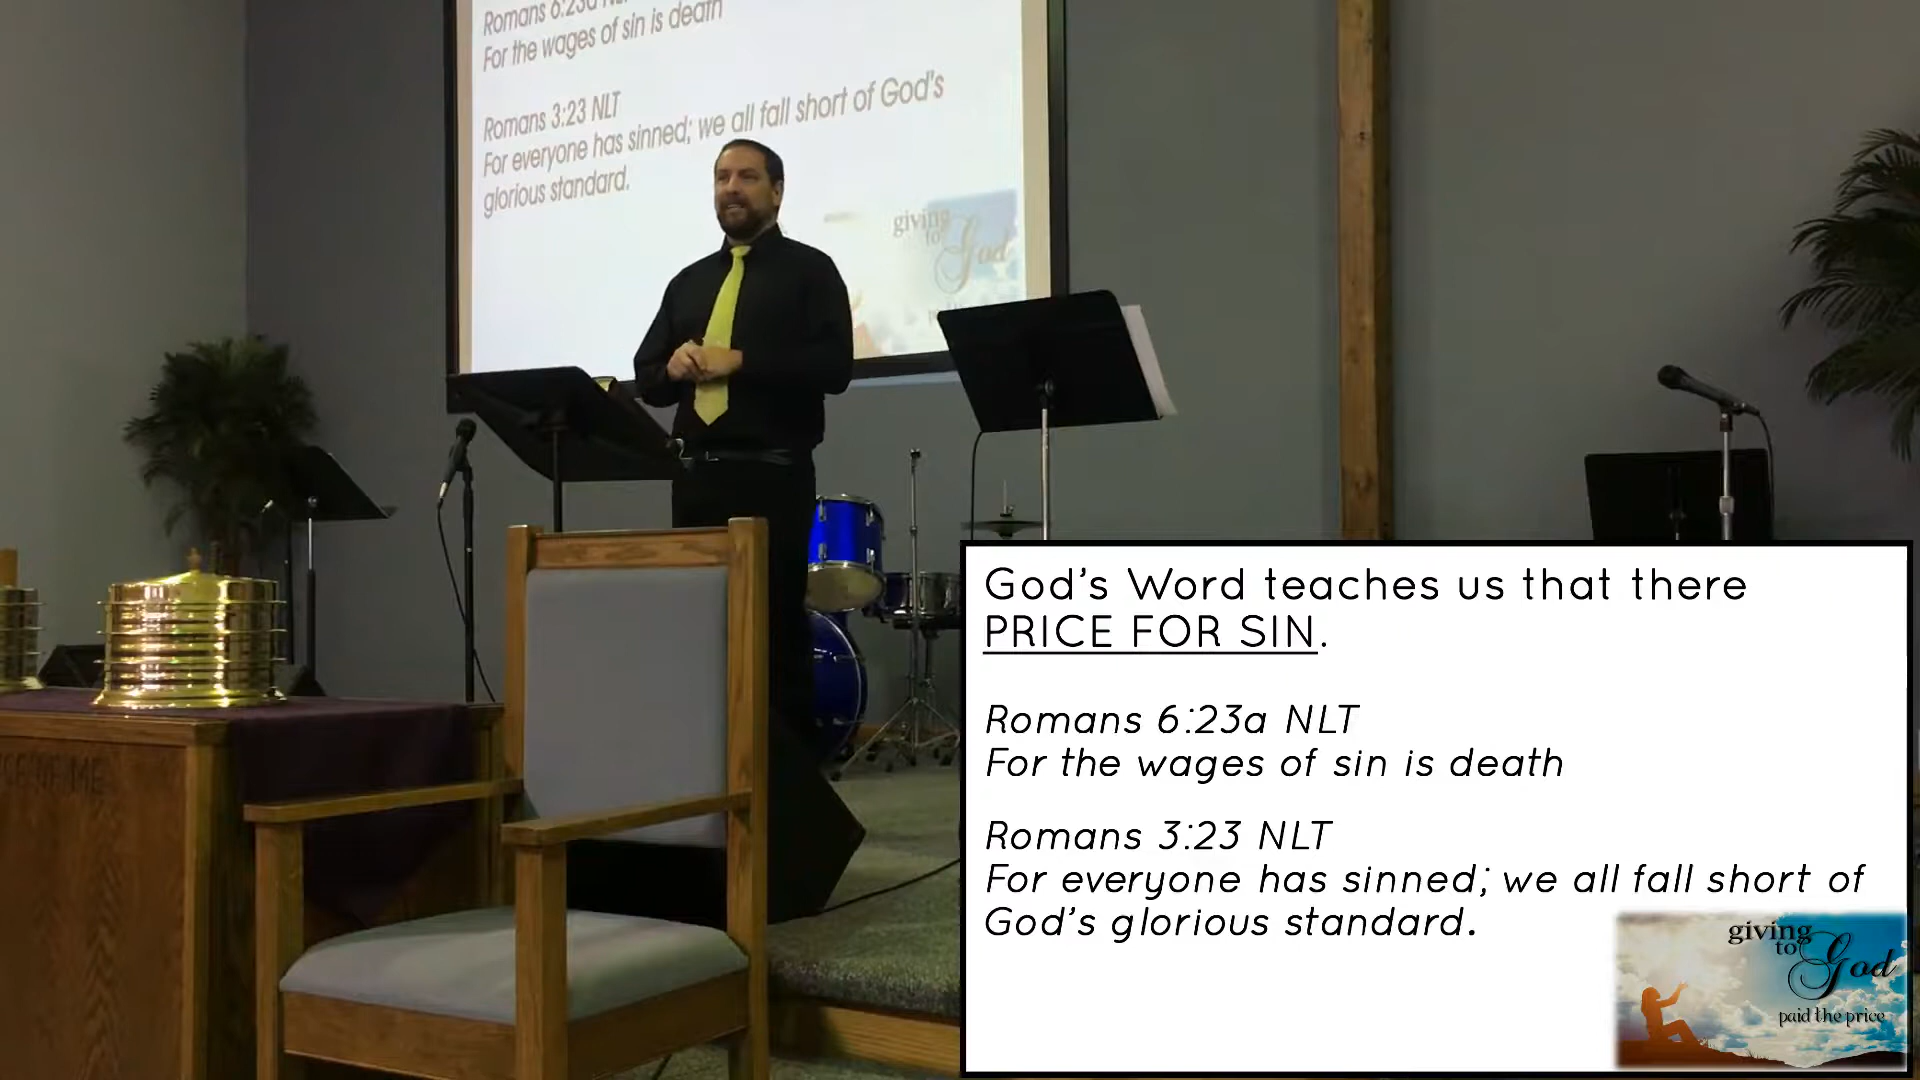 Romans 6:23a NLT
For the wages of sin is death
Romans 3:23 NLT
For everyone has sinned; we all fall short of God's
glorious standard.
giving
to
God
God's Word teaches us that there
PRICE FOR SIN.
Romans 6:23a NLT
For the wages of sin is death
Romans 3:23 NLT
For everyone has sinned; we all fall short of
God's glorious standard.
giving
to
God
paid the price
ME